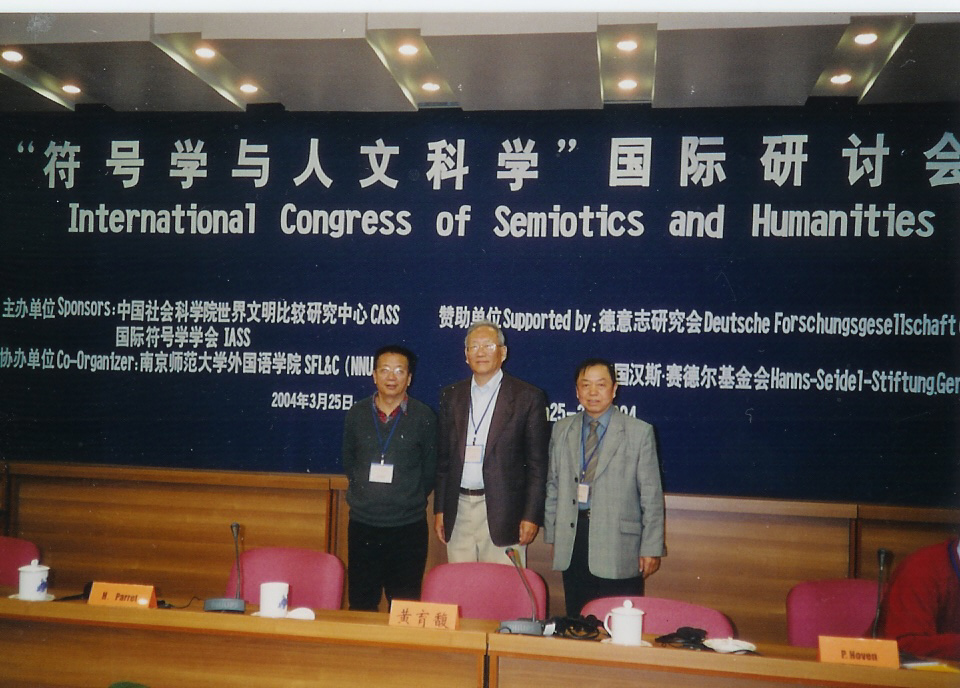 “符号学与人文科学”国际研讨会
International Congress of Semiotics and Humanities
主办单位Sponsors:中国社会科学院世界文明比较研究中心 CASS
国际符号学学会 IASS
协办单位Co-Organizer:南京师范大学外国语学院 SFL&C (NNU
赞助单位Supported by:德意志研究会Deutsche Forschungsgesellschaft
国汉斯·赛德尔基金会Hanns-Seidel-Stiftung.Ger
2004年3月25日
H. Parret
黄育馥
P. Hoven